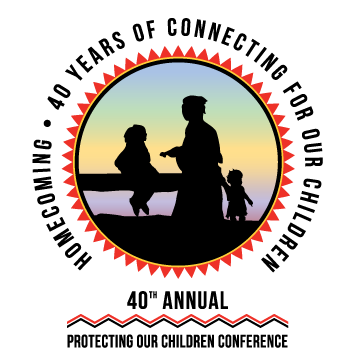 HOMECOMING • 40 YEARS OF CONNECTING FOR OUR CHILDREN
40TH ANNUAL
PROTECTING OUR CHILDREN CONFERENCE